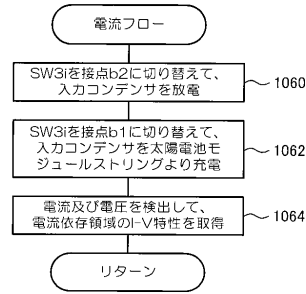 電流フロー
SW3iを接点b2に切り替えて、
入力コンデンサを放電
1060
SW3iを接点b1に切り替えて、
入力コンデンサを太陽電池モ
ジュールストリングより充電
1062
電流及び電圧を検出して、
電流依存領域のI-V特性を取得
1064
リターン